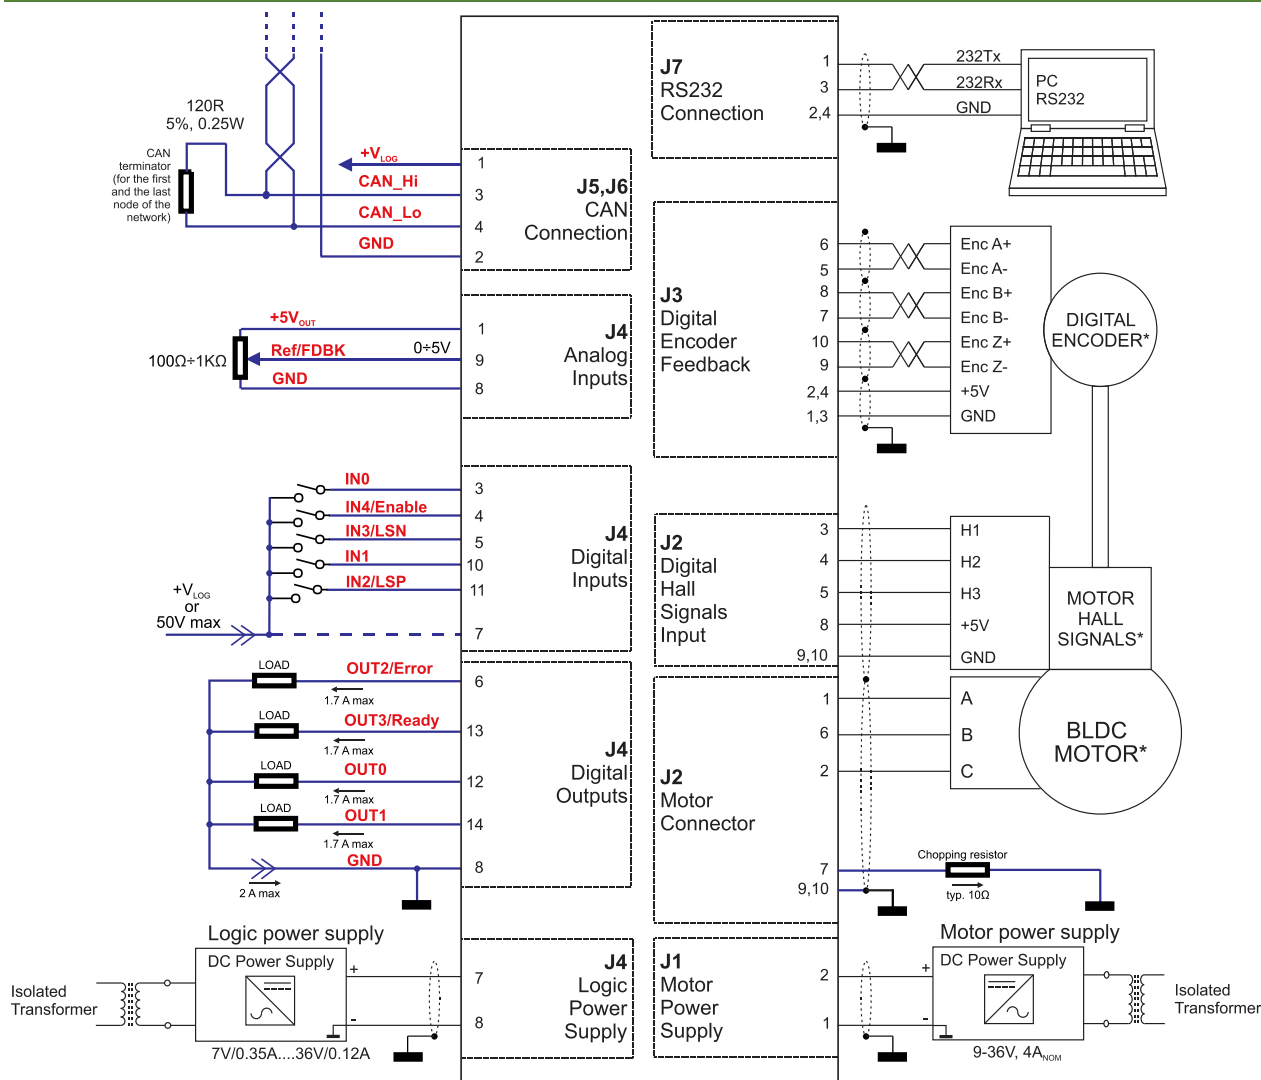 120R
5%, 0.25W
CAN
terminator
(for the first
and the last
node of the
network)
+VLOG
CAN_Hi
CAN_Lo
GND
1
3
4
2
J5,J6
CAN
Connection
100Ω÷1KΩ
+5VOUT
Ref/FDBK
0÷5V
GND
1
9
8
J4
Analog
Inputs
IN0
IN4/Enable
IN3/LSN
IN1
IN2/LSP
+VLOG
or
50V max
3
4
5
10
11
7
J4
Digital
Inputs
LOAD
OUT2/Error
1.7 A max
LOAD
OUT3/Ready
1.7 A max
LOAD
OUT0
1.7 A max
LOAD
OUT1
1.7 A max
GND
2 A max
6
13
12
14
8
J4
Digital
Outputs
Logic power supply
DC Power Supply
Isolated
Transformer
+
-
7V/0.35A....36V/0.12A
7
8
J4
Logic
Power
Supply
J7
RS232
Connection
1
3
2,4
232Tx
232Rx
GND
PC
RS232
J3
Digital
Encoder
Feedback
6
5
8
7
10
9
2,4
1,3
Enc A+
Enc A-
Enc B+
Enc B-
Enc Z+
Enc Z-
+5V
GND
DIGITAL
ENCODER*
J2
Digital
Hall
Signals
Input
3
4
5
8
9,10
H1
H2
H3
+5V
GND
MOTOR
HALL
SIGNALS*
J2
Motor
Connector
1
6
2
7
9,10
A
B
C
BLDC
MOTOR*
Chopping resistor
typ. 10Ω
J1
Motor
Power
Supply
2
1
Motor power supply
DC Power Supply
+
-
9-36V, 4ANOM
Isolated
Transformer